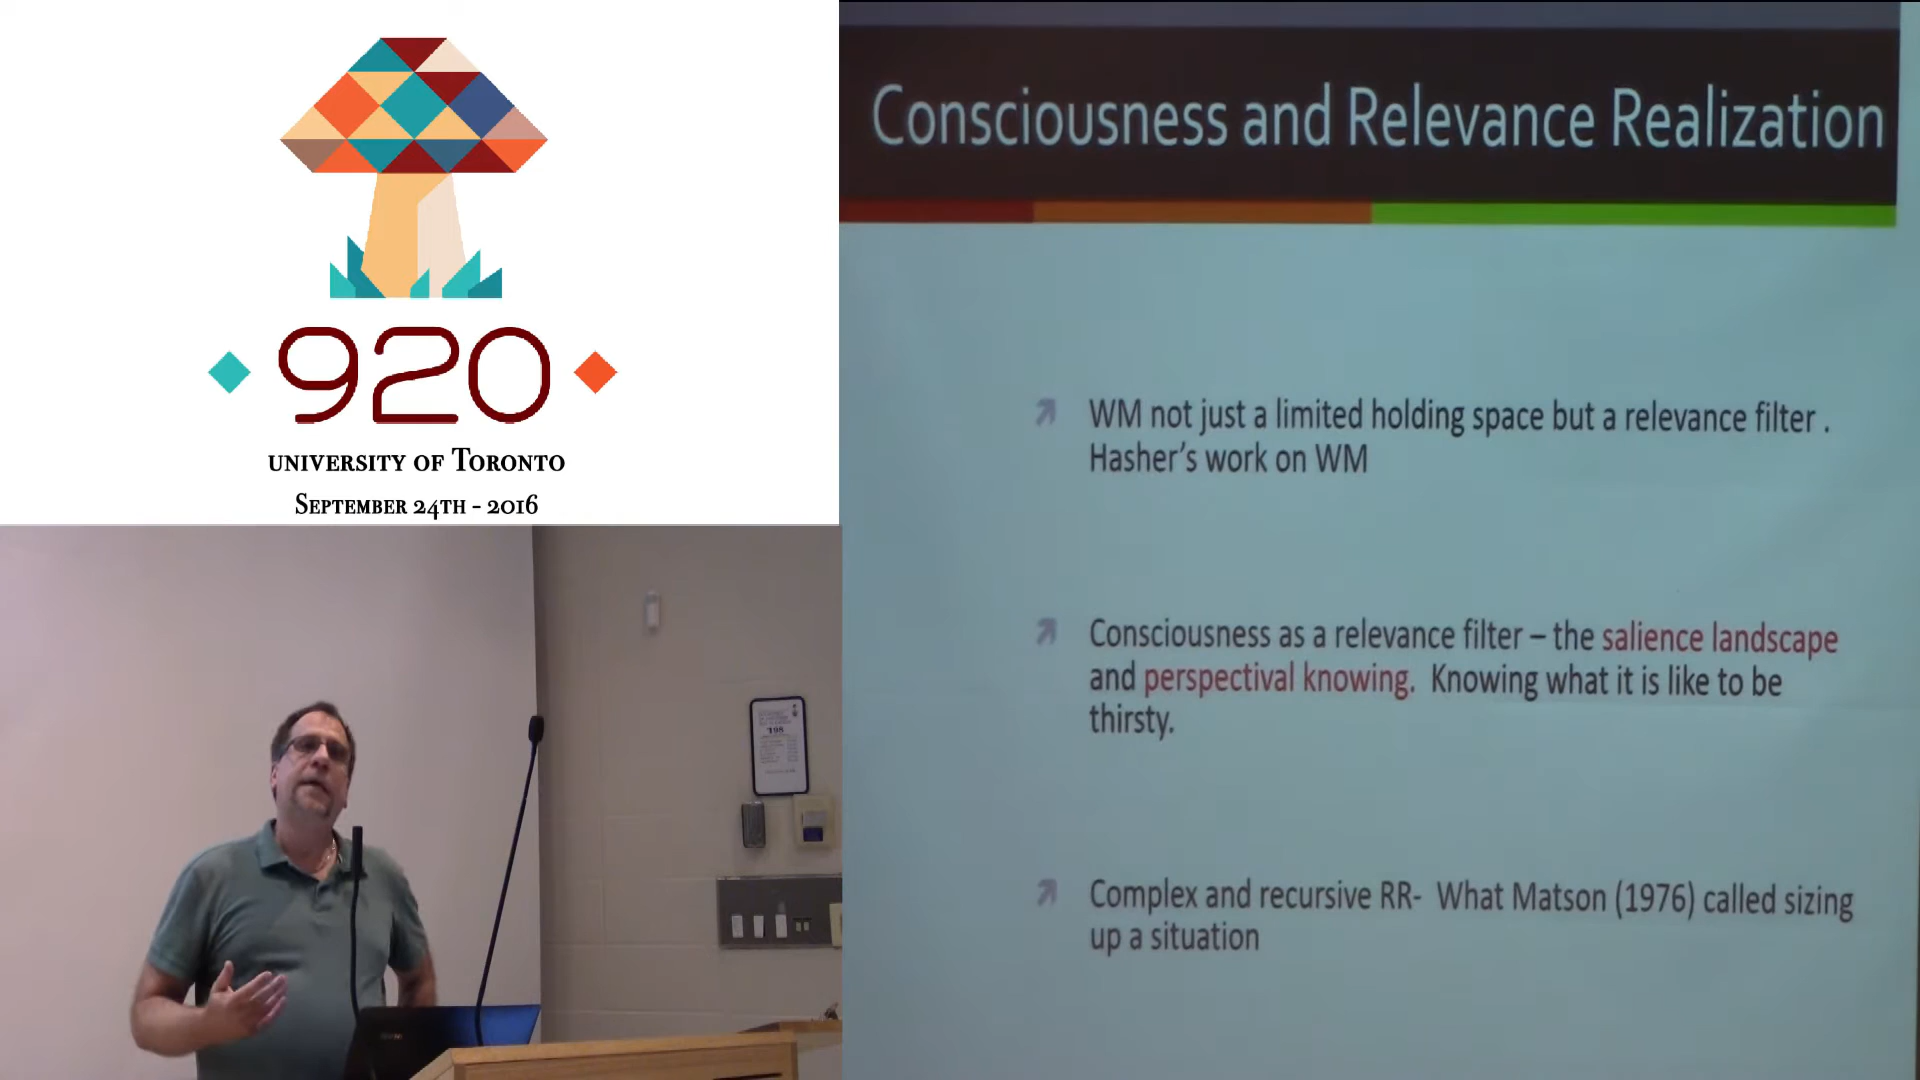 920
UNIVERSITY OF TORONTO
SEPTEMBER 24TH - 2016
Consciousness and Relevance Realization
WM not just a limited holding space but a relevance filter .
Hasher's work on WM
Consciousness as a relevance filter – the salience landscape
and perspectival knowing. Knowing what it is like to be
thirsty.
Complex and recursive RR- What Matson (1976) called sizing
up a situation